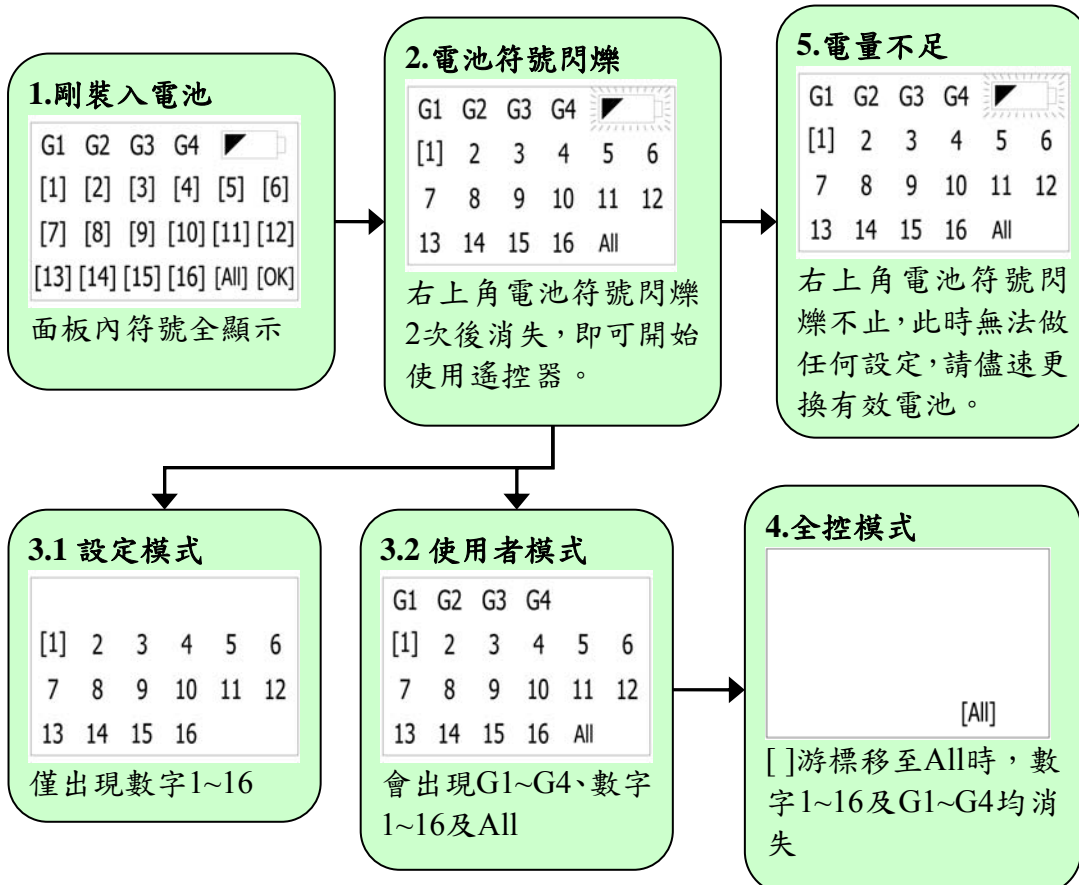 1.剛裝入電池
G1 G2 G3 G4
[1] [2] [3] [4] [5] [6]
[7] [8] [9] [10] [11] [12]
[13] [14] [15] [16] [All] [OK]
面板內符號全顯示
2.電池符號閃爍
G1 G2 G3 G4
[1] 2 3 4 5 6
7 8 9 10 11 12
13 14 15 16 All
右上角電池符號閃爍
2次後消失，即可開始
使用遙控器。
5.電量不足
G1 G2 G3 G4
[1] 2 3 4 5 6
7 8 9 10 11 12
13 14 15 16 All
右上角電池符號閃
爍不止，此時無法做
任何設定，請儘速更
換有效電池。
3.1 設定模式
[1] 2 3 4 5 6
7 8 9 10 11 12
13 14 15 16
僅出現數字1~16
3.2 使用者模式
G1 G2 G3 G4
[1] 2 3 4 5 6
7 8 9 10 11 12
13 14 15 16 All
會出現G1~G4、數字
1~16及All
4.全控模式
[All]
[ ]游標移至All時，數
字1~16及G1~G4均消
失